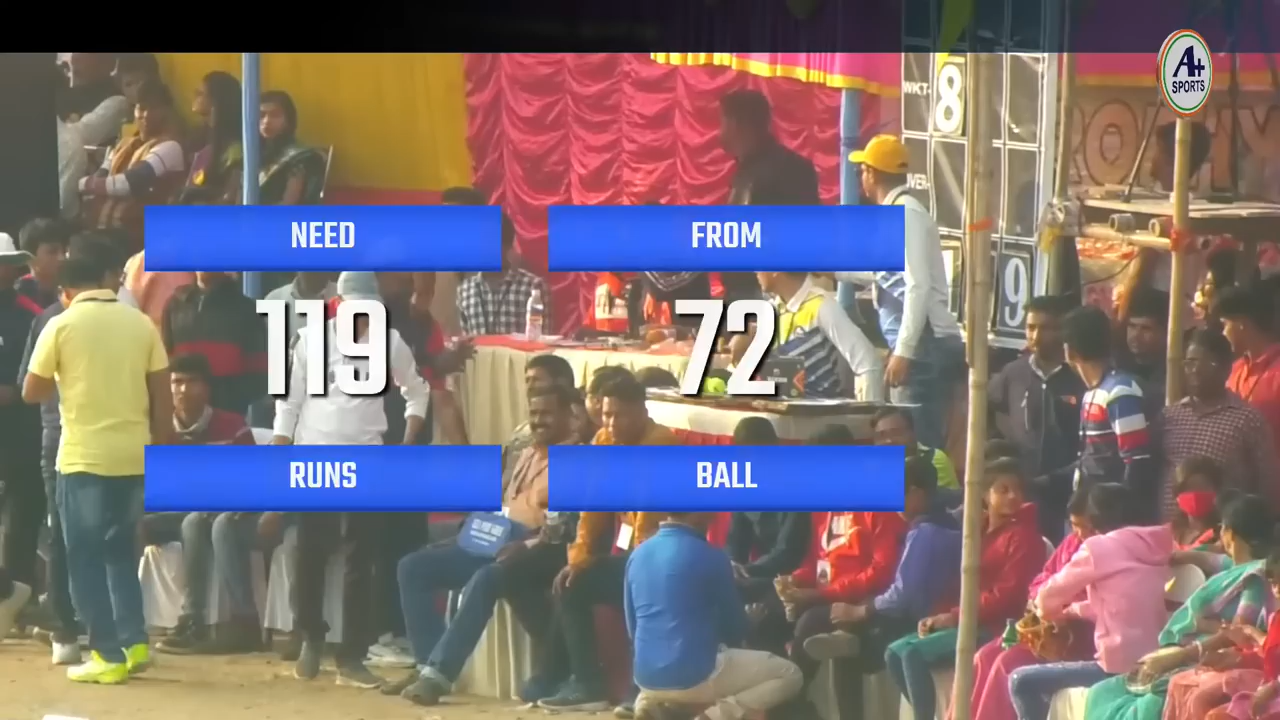 A+
SPORTS
WKT-
8
NEED
FROM
119
72
9
RUNS
BALL